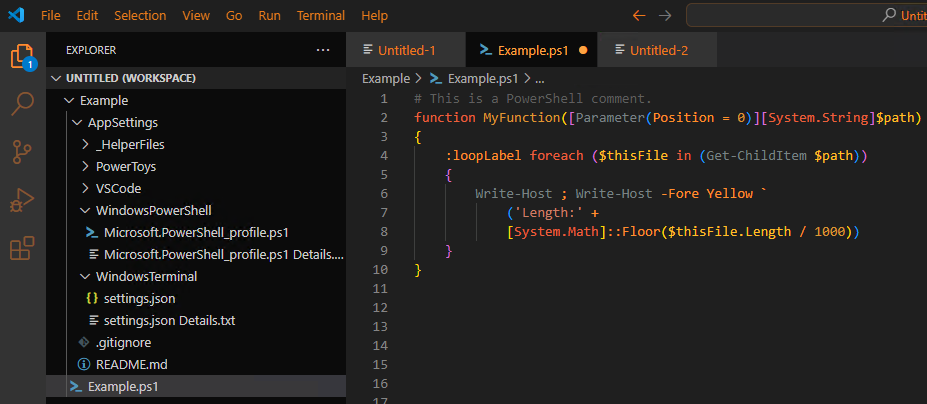 File Edit Selection View Go Run Terminal Help
Untit
1
EXPLORER ...
UNTITLED (WORKSPACE)
Example
AppSettings
_HelperFiles
PowerToys
VSCode
WindowsPowerShell
Microsoft.PowerShell_profile.ps1
Microsoft.PowerShell_profile.ps1 Details....
WindowsTerminal
{} settings.json
settings.json Details.txt
.gitignore
README.md
Example.ps1
Untitled-1 Example.ps1 Untitled-2
Example > Example.ps1 > ...
1 # This is a PowerShell comment.
2 function MyFunction([Parameter(Position = 0)][System.String]$path)
3 {
4 :loopLabel foreach ($thisFile in (Get-ChildItem $path))
5 {
6 Write-Host ; Write-Host -Fore Yellow `
7 ('Length:' +
8 [System.Math]::Floor($thisFile.Length / 1000))
9 }
10 }
11
12
13
14
15
16
17